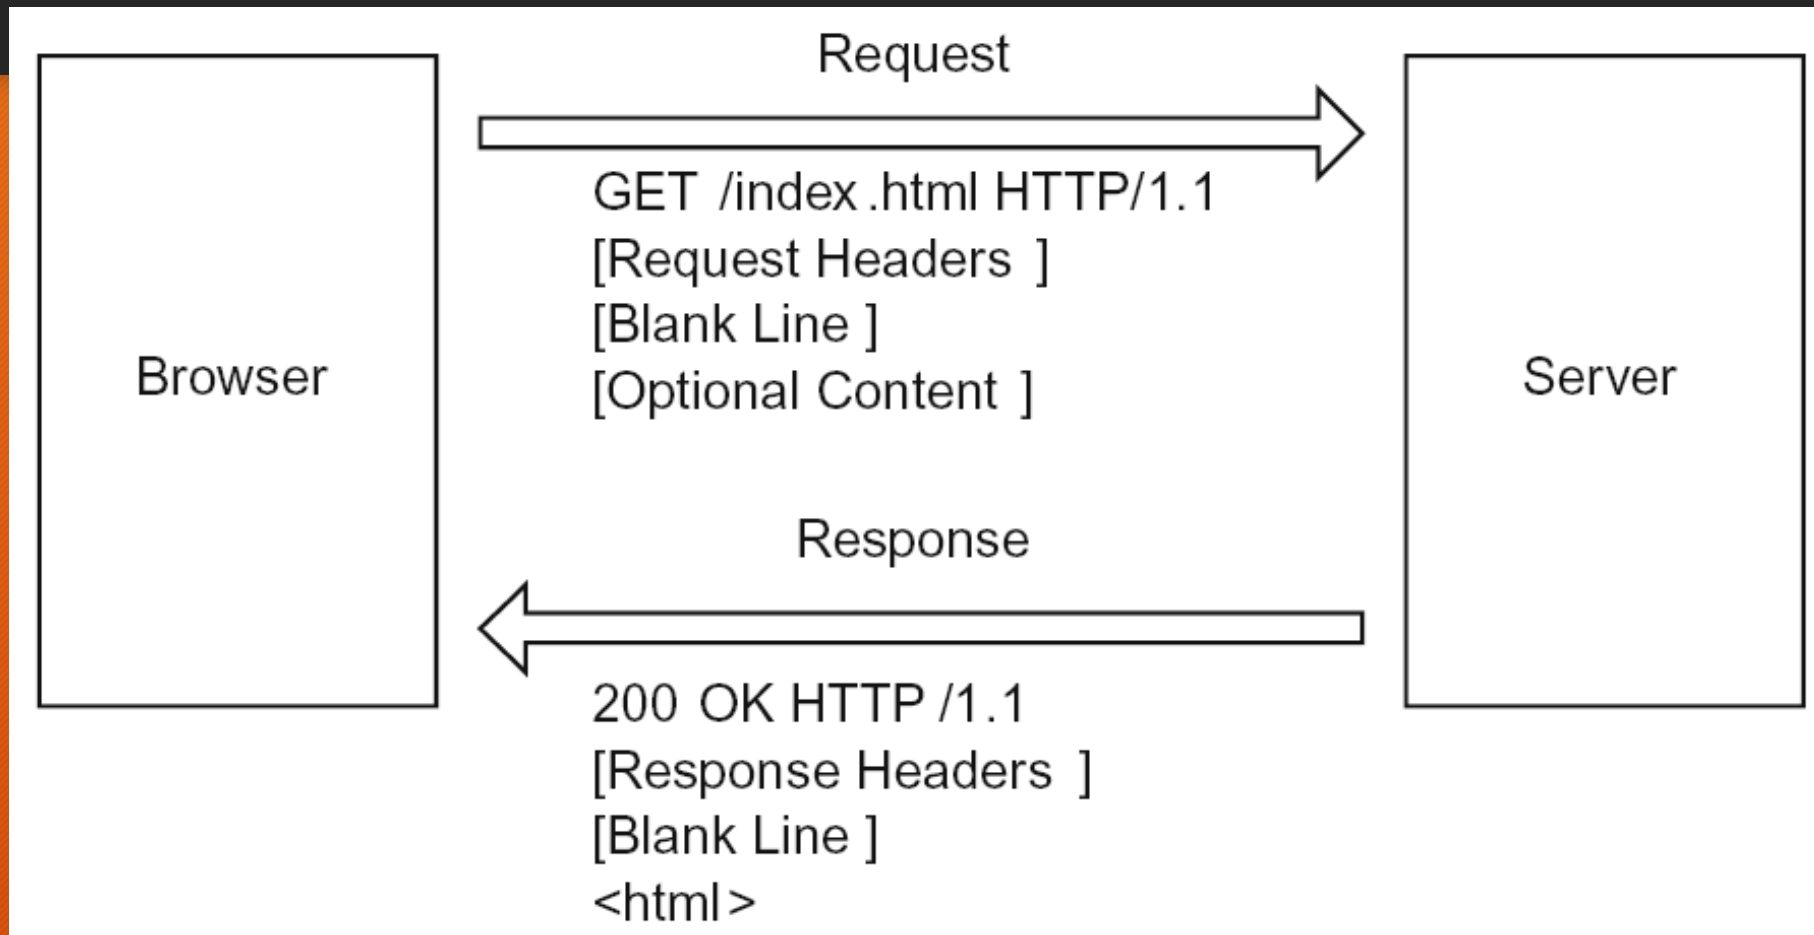 Request
GET /index.html HTTP/1.1
[Request Headers ]
[Blank Line ]
[Optional Content ]
Browser
Server
Response
200 OK HTTP /1.1
[Response Headers ]
[Blank Line ]
<html>